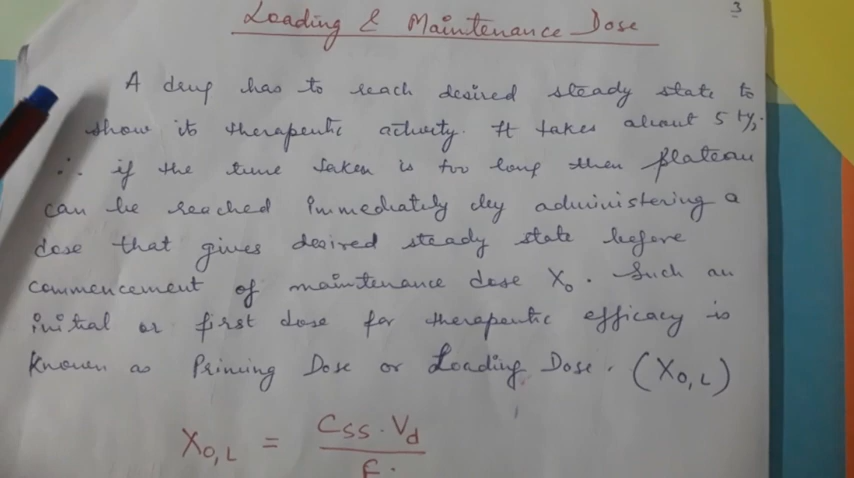 3
Loading & Maintenance Dose
A drug has to reach desired steady state to
show its therapeutic activity. It takes about 5 t½.
∴ if the time taken is too long then plateau
can be reached immediately by administering a
dose that gives desired steady state before
commencement of maintenance dose X₀. Such an
initial or first dose for therapeutic efficacy is
known as Priming Dose or Loading Dose. (X₀,L)
X₀,L = Css.Vd / F.